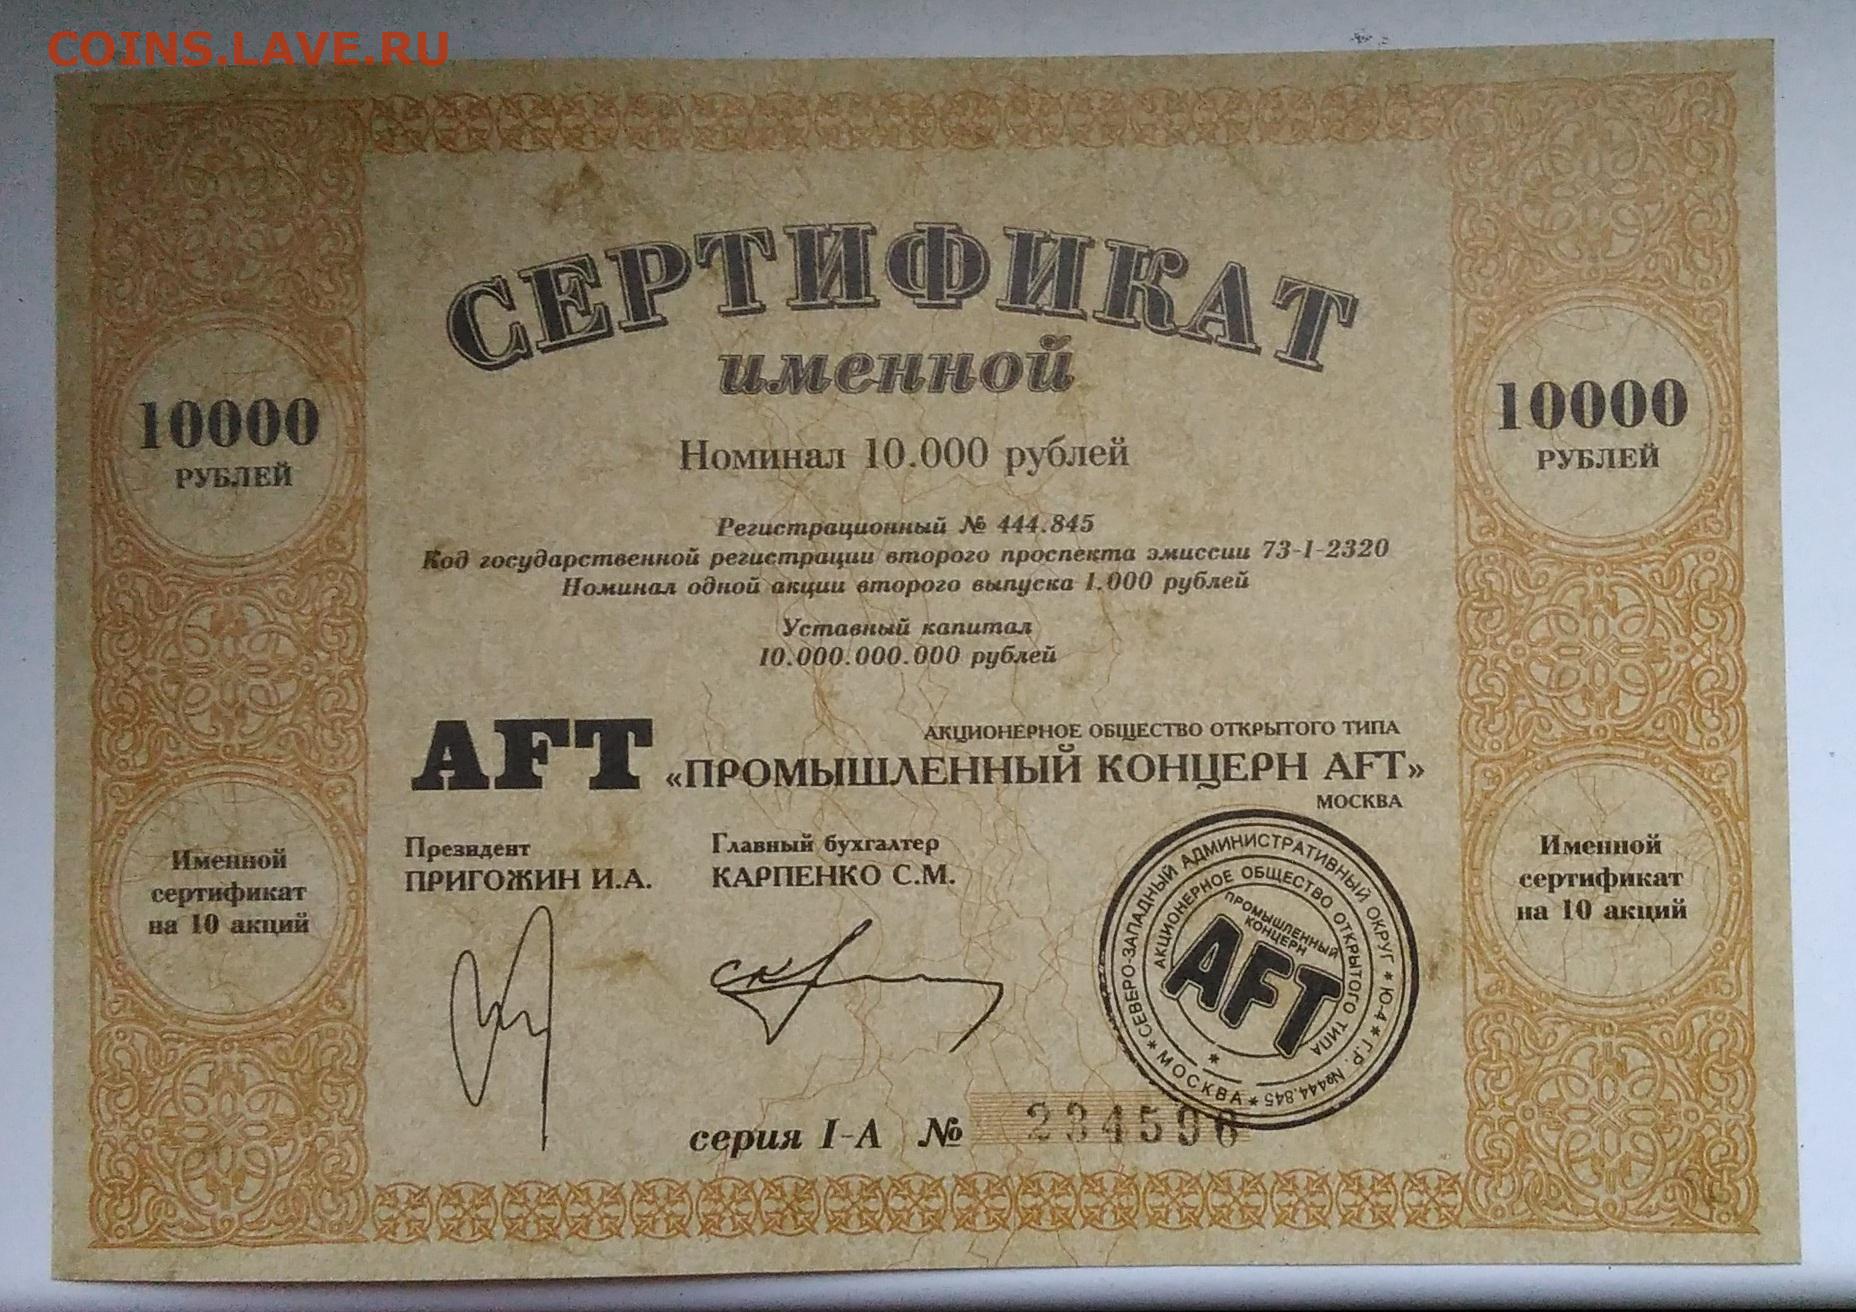 COINS.LAVE.RU
СЕРТИФИКАТ
именной
Номинал 10.000 рублей
Регистрационный № 444.845
Код государственной регистрации второго проспекта эмиссии 73-1-2320
Номинал одной акции второго выпуска 1.000 рублей
Уставный капитал
10.000.000.000 рублей
10000
РУБЛЕЙ
10000
РУБЛЕЙ
AFT
АКЦИОНЕРНОЕ ОБЩЕСТВО ОТКРЫТОГО ТИПА
«ПРОМЫШЛЕННЫЙ КОНЦЕРН AFT»
МОСКВА
Президент
ПРИГОЖИН И.А.
Главный бухгалтер
КАРПЕНКО С.М.
Именной
сертификат
на 10 акций
Именной
сертификат
на 10 акций
* СЕВЕРО-ЗАПАДНЫЙ АДМИНИСТРАТИВНЫЙ ОКРУГ * Ю-4 * Г.Р. №444.845 * МОСКВА
АКЦИОНЕРНОЕ ОБЩЕСТВО ОТКРЫТОГО ТИПА
ПРОМЫШЛЕННЫЙ
КОНЦЕРН
AFT
серия I-A № 234596